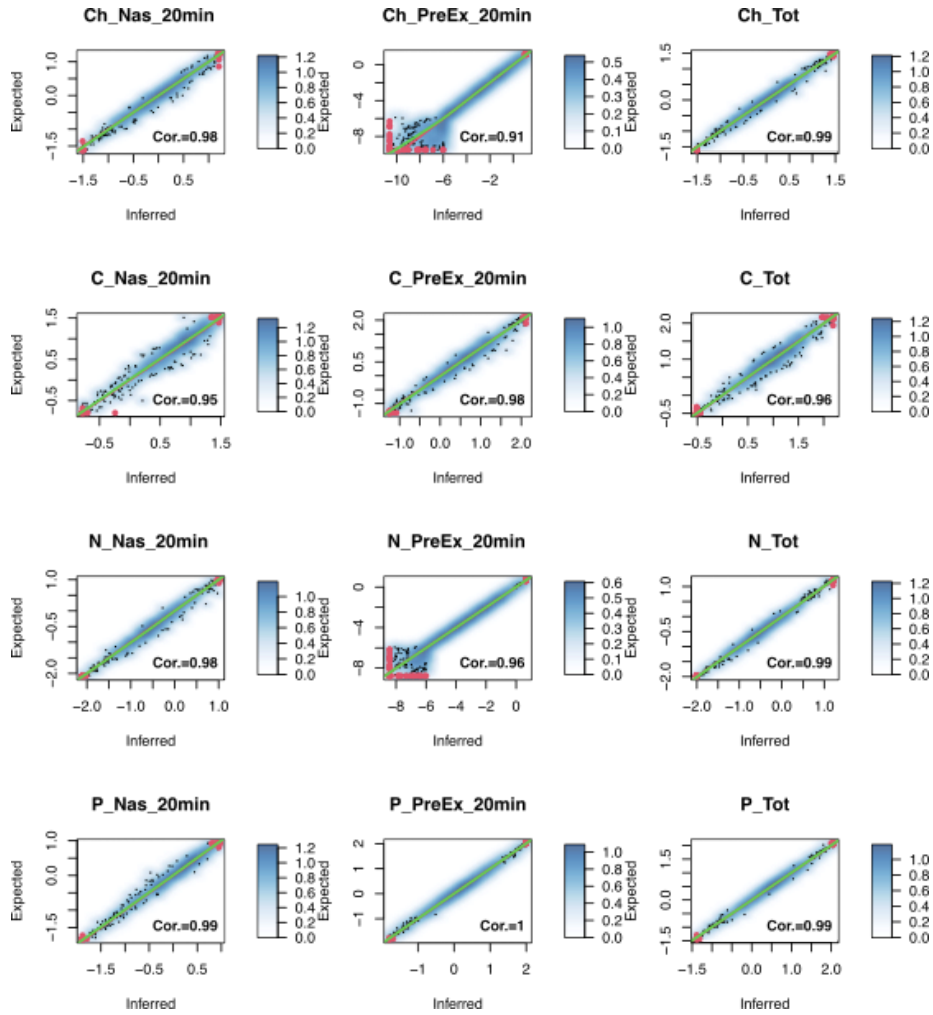 Ch_Nas_20min
Expected
1.0
0.0
−1.5
Cor.=0.98
−1.5 −0.5 0.5
Inferred
1.2
1.0
0.8
0.6
0.4
0.2
0.0
Ch_PreEx_20min
Expected
0
−4
−8
Cor.=0.91
−10 −6 −2
Inferred
0.5
0.4
0.3
0.2
0.1
0.0
Ch_Tot
Expected
1.5
0.0
−1.5
Cor.=0.99
−1.5 −0.5 0.5 1.5
Inferred
1.2
1.0
0.8
0.6
0.4
0.2
0.0
C_Nas_20min
Expected
1.5
0.5
−0.5
Cor.=0.95
−0.5 0.5 1.5
Inferred
1.2
1.0
0.8
0.6
0.4
0.2
0.0
C_PreEx_20min
Expected
2.0
0.5
−1.0
Cor.=0.98
−1.0 0.0 1.0 2.0
Inferred
1.0
0.8
0.6
0.4
0.2
0.0
C_Tot
Expected
2.0
1.0
−0.5
Cor.=0.96
−0.5 0.5 1.5
Inferred
1.2
1.0
0.8
0.6
0.4
0.2
0.0
N_Nas_20min
Expected
1.0
−0.5
−2.0
Cor.=0.98
−2.0 −1.0 0.0 1.0
Inferred
1.0
0.8
0.6
0.4
0.2
0.0
N_PreEx_20min
Expected
0
−4
−8
Cor.=0.96
−8 −6 −4 −2 0
Inferred
0.6
0.5
0.4
0.3
0.2
0.1
0.0
N_Tot
Expected
1.0
−0.5
−2.0
Cor.=0.99
−2.0 −1.0 0.0 1.0
Inferred
1.2
1.0
0.8
0.6
0.4
0.2
0.0
P_Nas_20min
Expected
1.0
0.0
−1.5
Cor.=0.99
−1.5 −0.5 0.5
Inferred
1.2
1.0
0.8
0.6
0.4
0.2
0.0
P_PreEx_20min
Expected
2
1
−1
Cor.=1
−1 0 1 2
Inferred
1.0
0.8
0.6
0.4
0.2
0.0
P_Tot
Expected
1.5
0.0
−1.5
Cor.=0.99
−1.5 0.0 1.0 2.0
Inferred
1.0
0.8
0.6
0.4
0.2
0.0